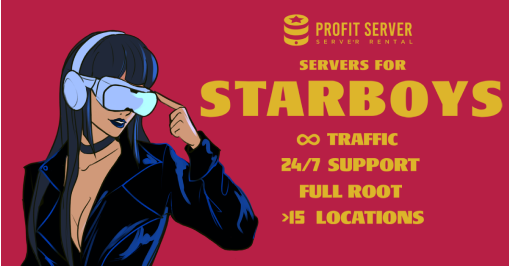 PROFIT SERVER
SERVER RENTAL
SERVERS FOR
STARBOYS
∞ TRAFFIC
24/7 SUPPORT
FULL ROOT
>15 LOCATIONS